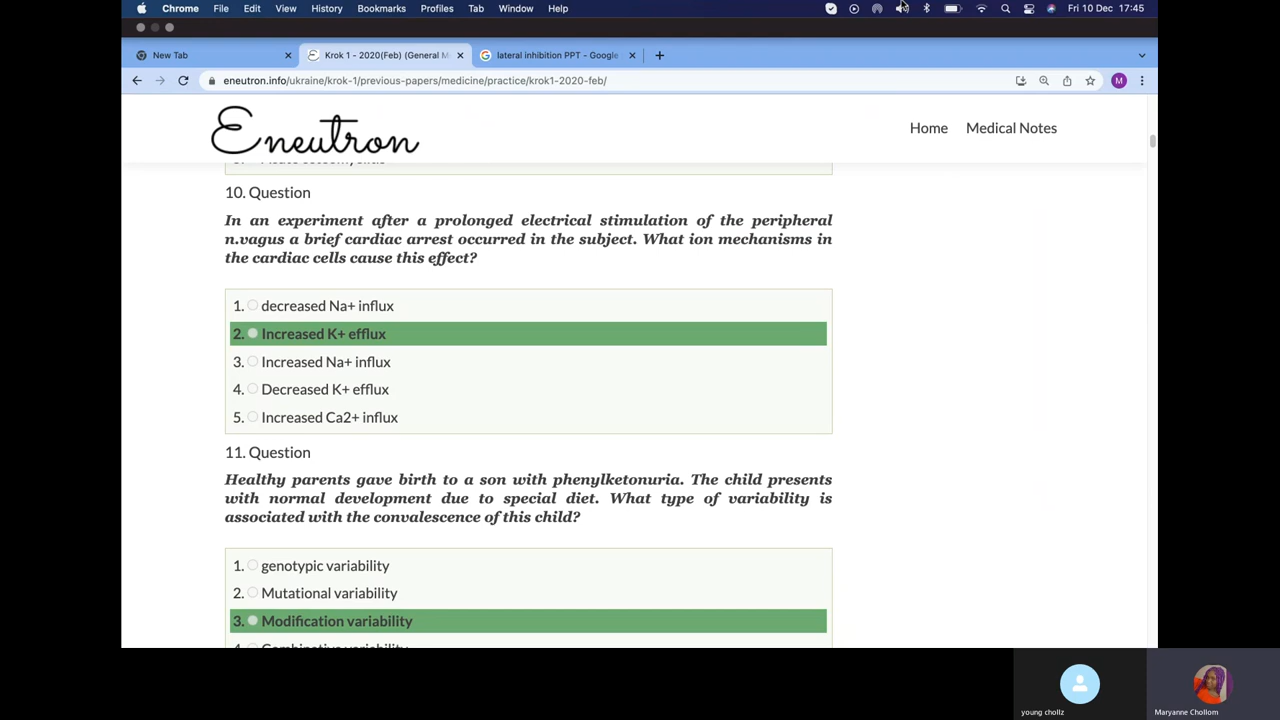 Chrome File Edit View History Bookmarks Profiles Tab Window Help Fri 10 Dec 17:45
New Tab Krok 1 - 2020(Feb) (General M lateral inhibition PPT - Google
eneutron.info/ukraine/krok-1/previous-papers/medicine/practice/krok1-2020-feb/ M
Eneutron Home Medical Notes
10. Question
In an experiment after a prolonged electrical stimulation of the peripheral
n.vagus a brief cardiac arrest occurred in the subject. What ion mechanisms in
the cardiac cells cause this effect?
1. decreased Na+ influx
2. Increased K+ efflux
3. Increased Na+ influx
4. Decreased K+ efflux
5. Increased Ca2+ influx
11. Question
Healthy parents gave birth to a son with phenylketonuria. The child presents
with normal development due to special diet. What type of variability is
associated with the convalescence of this child?
1. genotypic variability
2. Mutational variability
3. Modification variability
young chollz Maryanne Chollom